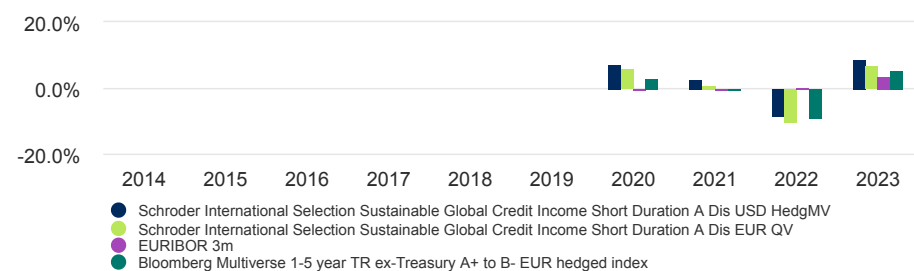 20.0%
0.0%
-20.0%
2014 2015 2016 2017 2018 2019 2020 2021 2022 2023
Schroder International Selection Sustainable Global Credit Income Short Duration A Dis USD HedgMV
Schroder International Selection Sustainable Global Credit Income Short Duration A Dis EUR QV
EURIBOR 3m
Bloomberg Multiverse 1-5 year TR ex-Treasury A+ to B- EUR hedged index